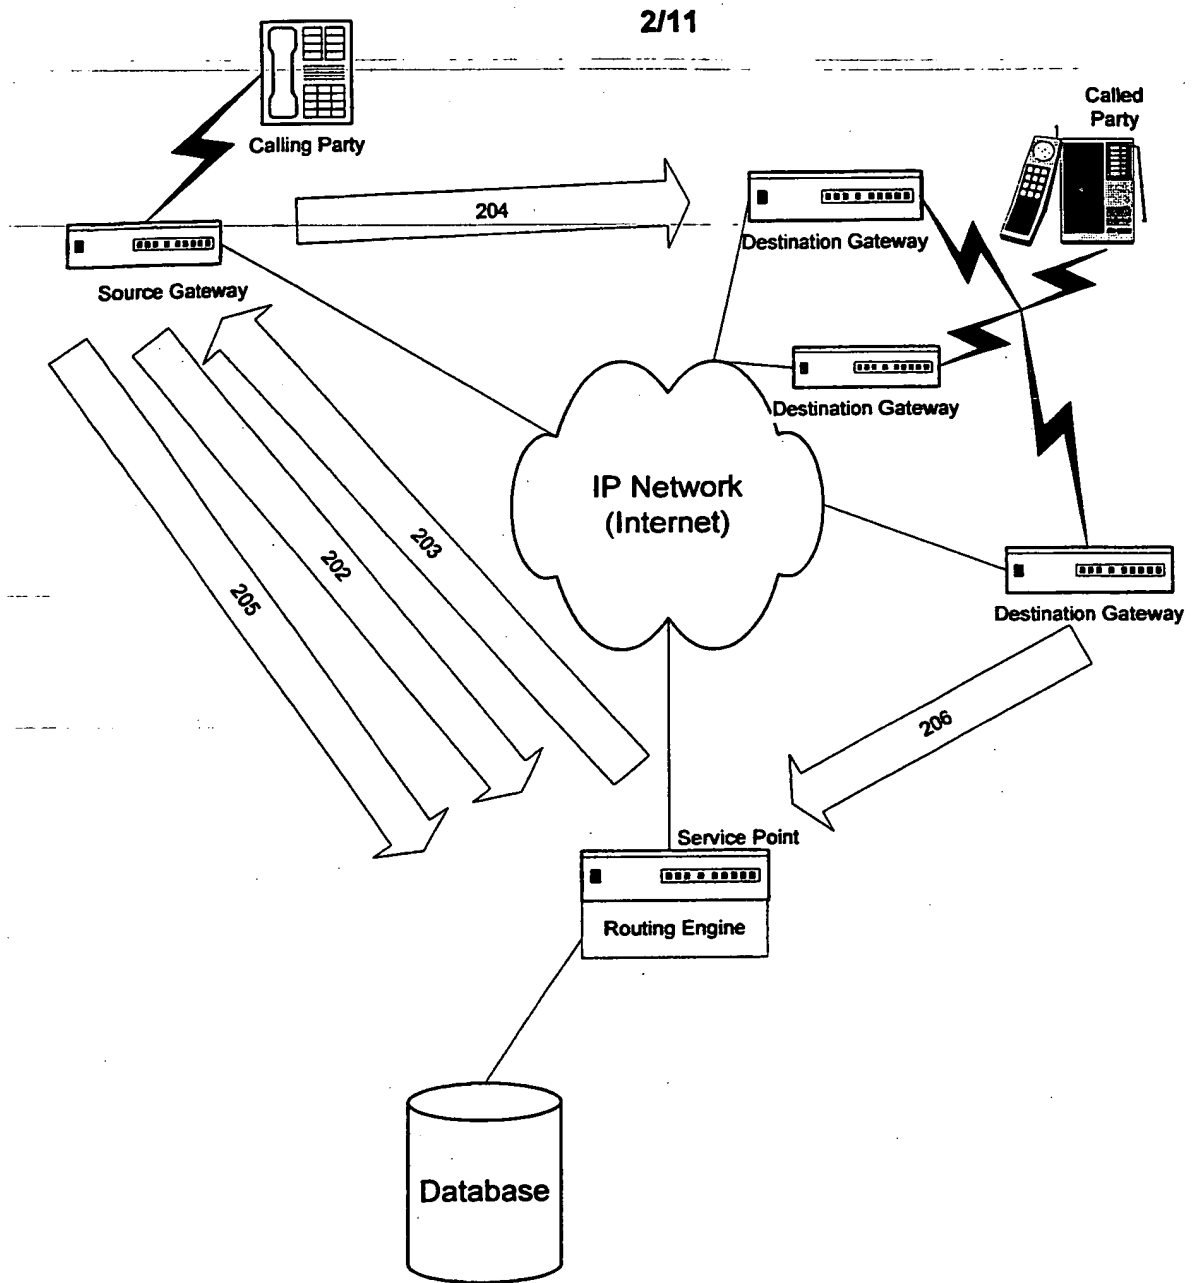 2/11
Calling Party
Called
Party
204
Destination Gateway
Source Gateway
Destination Gateway
IP Network
(Internet)
203
202
205
Destination Gateway
206
Service Point
Routing Engine
Database